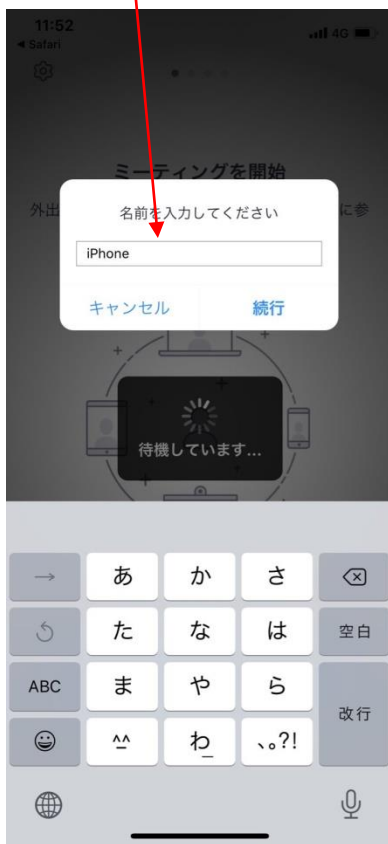 11:52
4G
◀ Safari
ミーティングを開始
外出
に参
名前を入力してください
iPhone
キャンセル 続行
待機しています...
→ あ か さ
た な は 空白
ABC ま や ら
改行
^^ わ_ 、。?!